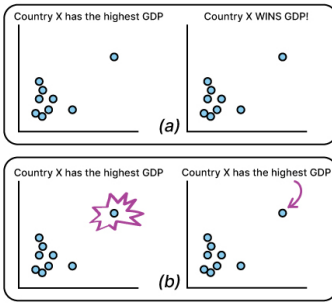 Country X has the highest GDP
Country X WINS GDP!
(a)
Country X has the highest GDP
Country X has the highest GDP
(b)